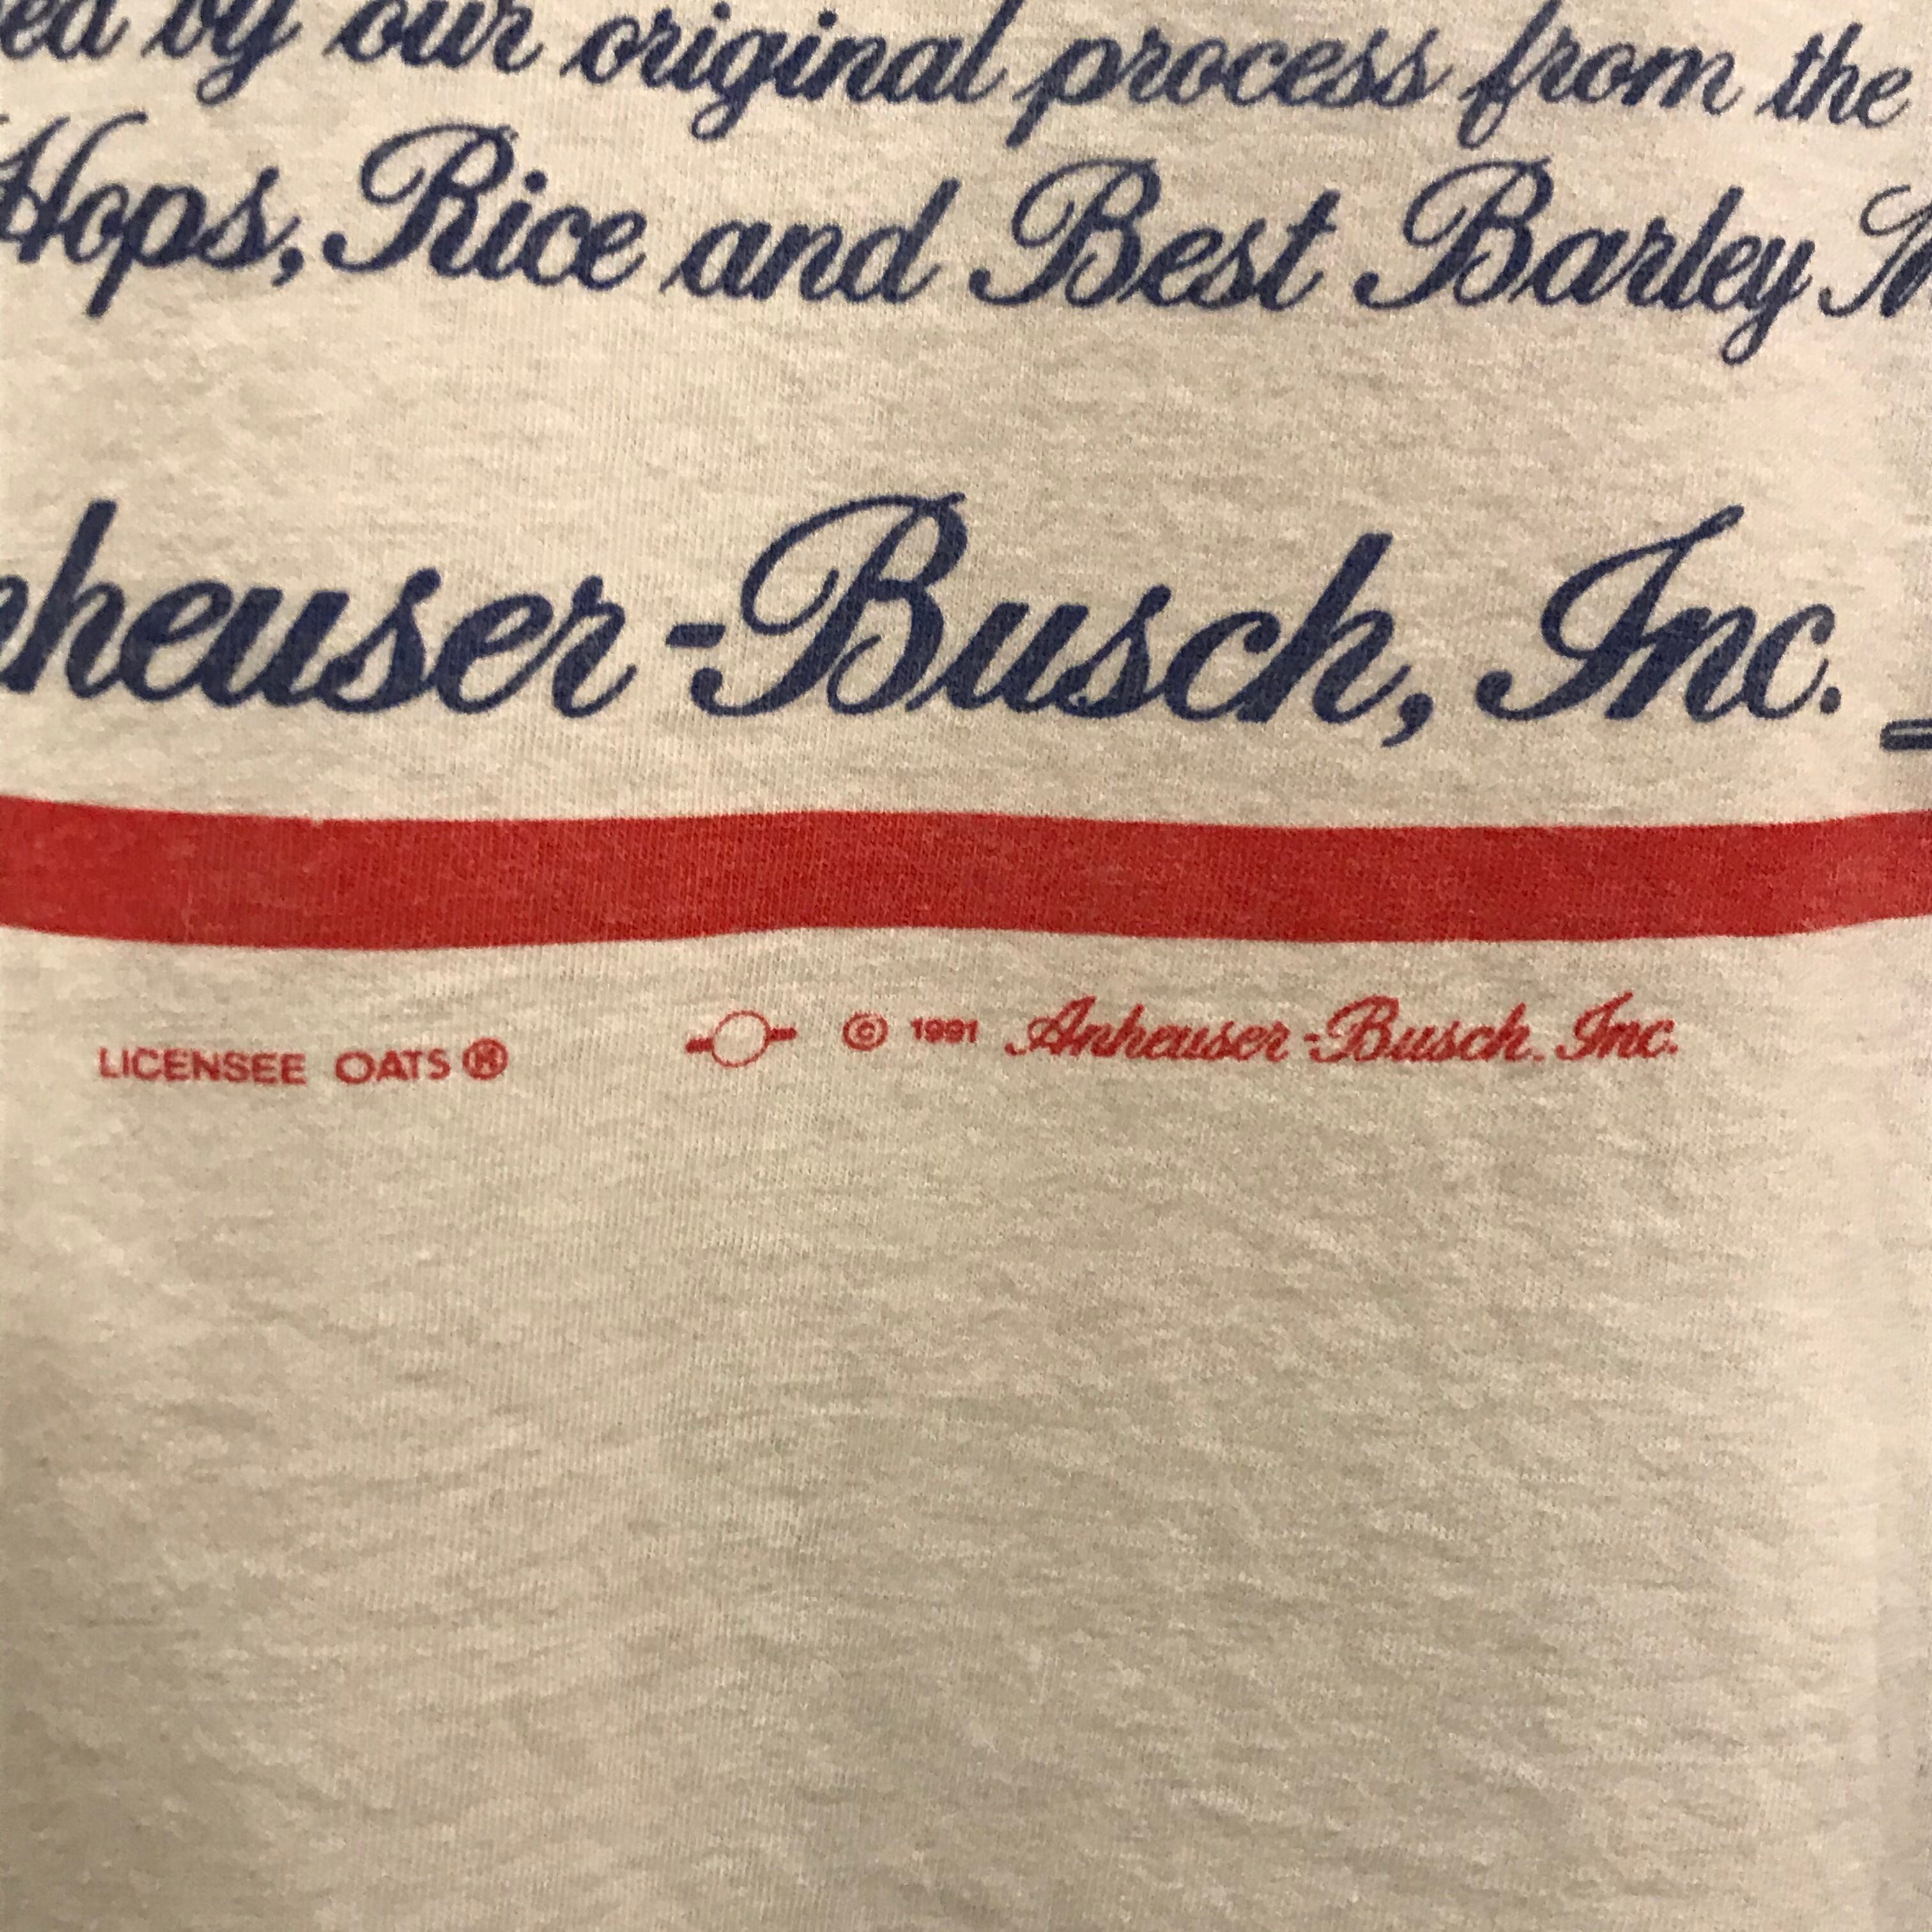 ed by our original process from the
Hops, Rice and Best Barley M
nheuser-Busch, Inc.
LICENSEE OATS® © 1991 Anheuser-Busch, Inc.